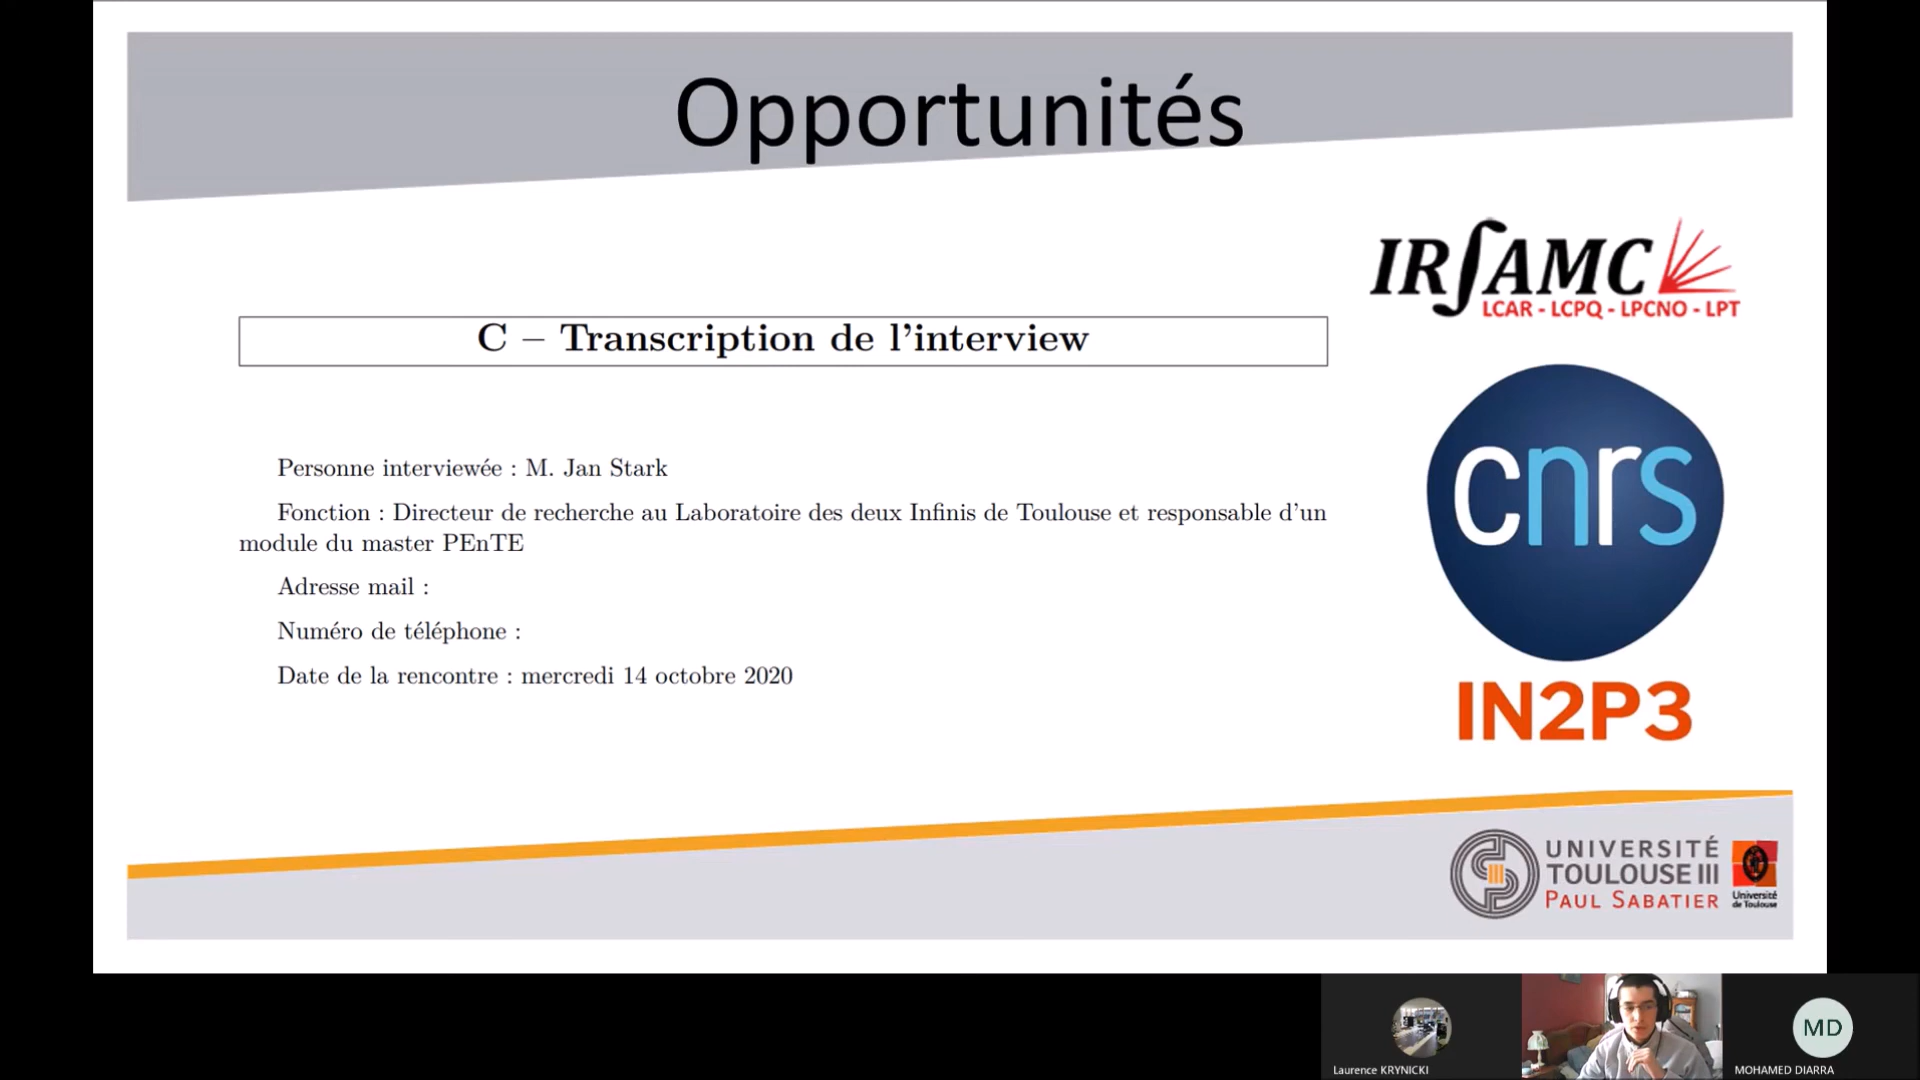 Opportunités
IR∫AMC
LCAR - LCPQ - LPCNO - LPT
C – Transcription de l'interview
cnrs
Personne interviewée : M. Jan Stark
Fonction : Directeur de recherche au Laboratoire des deux Infinis de Toulouse et responsable d'un
module du master PEnTE
Adresse mail :
Numéro de téléphone :
Date de la rencontre : mercredi 14 octobre 2020
IN2P3
UNIVERSITÉ
TOULOUSE III
PAUL SABATIER
Université
de Toulouse
Laurence KRYNICKI
MD
MOHAMED DIARRA